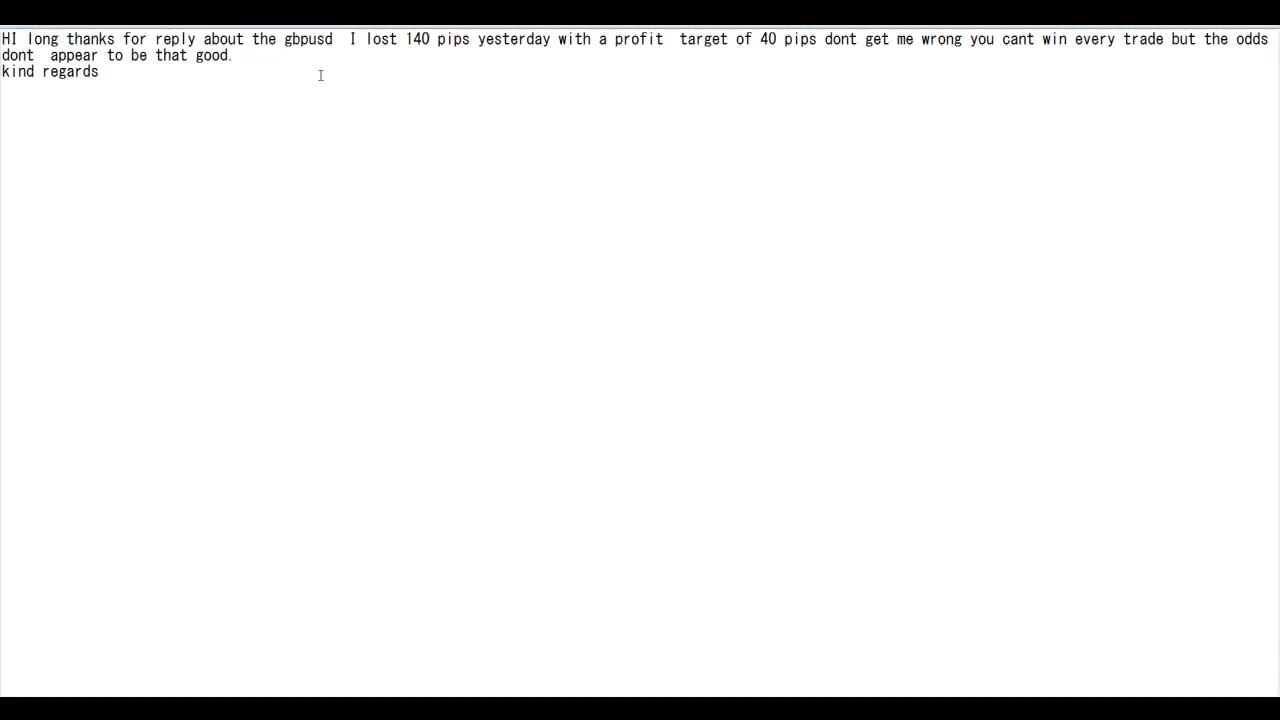 HI long thanks for reply about the gbpusd  I lost 140 pips yesterday with a profit  target of 40 pips dont get me wrong you cant win every trade but the odds
dont  appear to be that good.
kind regards